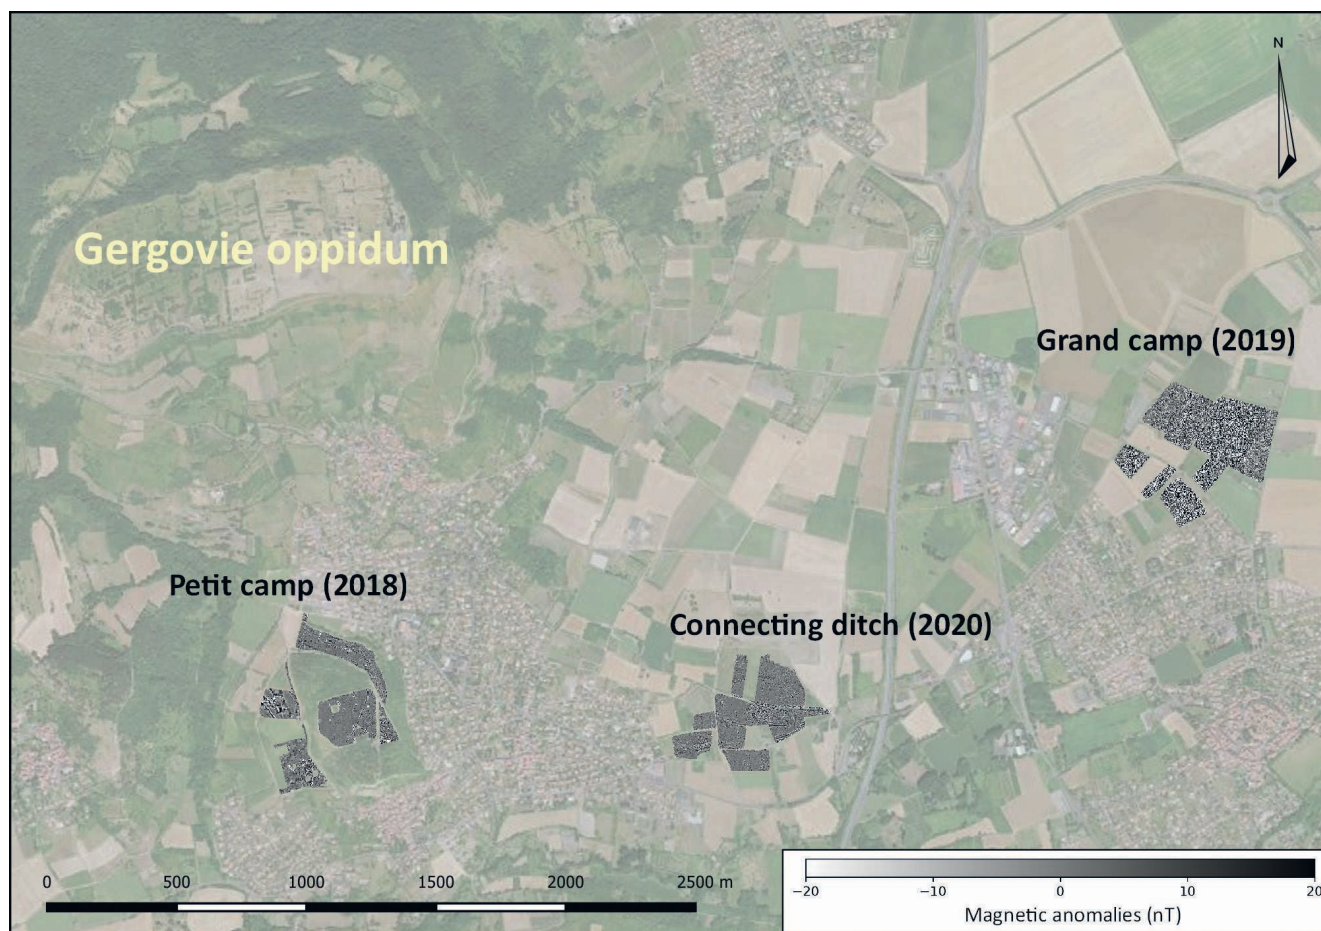 N
Gergovie oppidum
Grand camp (2019)
Petit camp (2018)
Connecting ditch (2020)
0 500 1000 1500 2000 2500 m
−20 −10 0 10 20
Magnetic anomalies (nT)